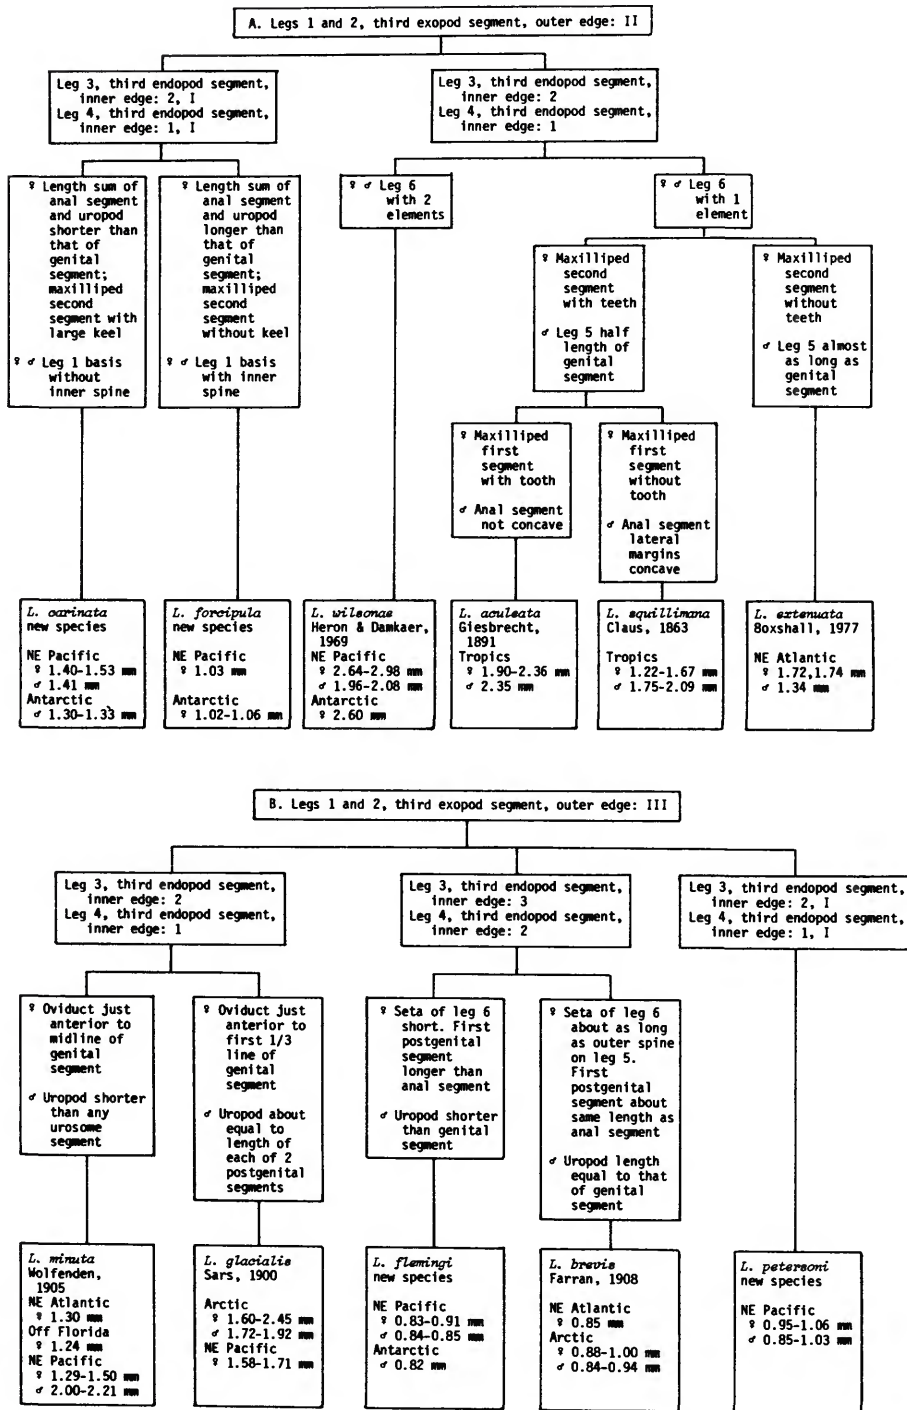 A. Legs 1 and 2, third exopod segment, outer edge: II
Leg 3, third endopod segment,
inner edge: 2, I
Leg 4, third endopod segment,
inner edge: 1, I
Leg 3, third endopod segment,
inner edge: 2
Leg 4, third endopod segment,
inner edge: 1
♀ Length sum of
anal segment
and uropod
shorter than
that of
genital
segment;
maxilliped
second
segment with
large keel
♀ ♂ Leg 1 basis
without
inner spine
♀ Length sum of
anal segment
and uropod
longer than
that of
genital
segment;
maxilliped
second
segment
without keel
♀ ♂ Leg 1 basis
with inner
spine
♀ ♂ Leg 6
with 2
elements
♀ ♂ Leg 6
with 1
element
♀ Maxilliped
second
segment
with teeth
♂ Leg 5 half
length of
genital
segment
♀ Maxilliped
second
segment
without
teeth
♂ Leg 5 almost
as long as
genital
segment
♀ Maxilliped
first
segment
with tooth
♂ Anal segment
not concave
♀ Maxilliped
first
segment
without
tooth
♂ Anal segment
lateral
margins
concave
L. carinata
new species
NE Pacific
♀ 1.40-1.53 mm
♂ 1.41 mm
Antarctic
♂ 1.30-1.33 mm
L. forcipula
new species
NE Pacific
♀ 1.03 mm
Antarctic
♀ 1.02-1.06 mm
L. wilsonae
Heron & Damkaer,
1969
NE Pacific
♀ 2.64-2.98 mm
♂ 1.96-2.08 mm
Antarctic
♀ 2.60 mm
L. aculeata
Giesbrecht,
1891
Tropics
♀ 1.90-2.36 mm
♂ 2.35 mm
L. squillimana
Claus, 1863
Tropics
♀ 1.22-1.67 mm
♂ 1.75-2.09 mm
L. extenuata
Boxshall, 1977
NE Atlantic
♀ 1.72,1.74 mm
♂ 1.34 mm
B. Legs 1 and 2, third exopod segment, outer edge: III
Leg 3, third endopod segment,
inner edge: 2
Leg 4, third endopod segment,
inner edge: 1
Leg 3, third endopod segment,
inner edge: 3
Leg 4, third endopod segment,
inner edge: 2
Leg 3, third endopod segment,
inner edge: 2, I
Leg 4, third endopod segment,
inner edge: 1, I
♀ Oviduct just
anterior to
midline of
genital
segment
♂ Uropod shorter
than any
urosome
segment
♀ Oviduct just
anterior to
first 1/3
line of
genital
segment
♂ Uropod about
equal to
length of
each of 2
postgenital
segments
♀ Seta of leg 6
short. First
postgenital
segment
longer than
anal segment
♂ Uropod shorter
than genital
segment
♀ Seta of leg 6
about as long
as outer spine
on leg 5.
First
postgenital
segment about
same length as
anal segment
♂ Uropod length
equal to that
of genital
segment
L. minuta
Wolfenden,
1905
NE Atlantic
♀ 1.30 mm
Off Florida
♀ 1.24 mm
NE Pacific
♀ 1.29-1.50 mm
♂ 2.00-2.21 mm
L. glacialis
Sars, 1900
Arctic
♀ 1.60-2.45 mm
♂ 1.72-1.92 mm
NE Pacific
♀ 1.58-1.71 mm
L. flemingi
new species
NE Pacific
♀ 0.83-0.91 mm
♂ 0.84-0.85 mm
Antarctic
♂ 0.82 mm
L. brevis
Farran, 1908
NE Atlantic
♀ 0.85 mm
Arctic
♀ 0.88-1.00 mm
♂ 0.84-0.94 mm
L. petersoni
new species
NE Pacific
♀ 0.95-1.06 mm
♂ 0.85-1.03 mm